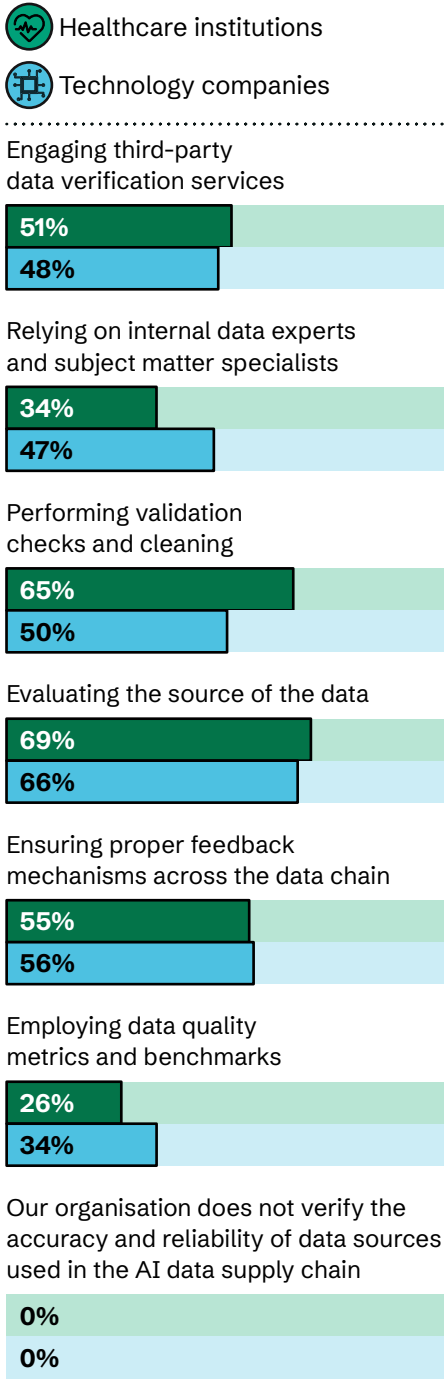 Healthcare institutions
Technology companies
Engaging third-party
data verification services
51%
48%
Relying on internal data experts
and subject matter specialists
34%
47%
Performing validation
checks and cleaning
65%
50%
Evaluating the source of the data
69%
66%
Ensuring proper feedback
mechanisms across the data chain
55%
56%
Employing data quality
metrics and benchmarks
26%
34%
Our organisation does not verify the
accuracy and reliability of data sources
used in the AI data supply chain
0%
0%